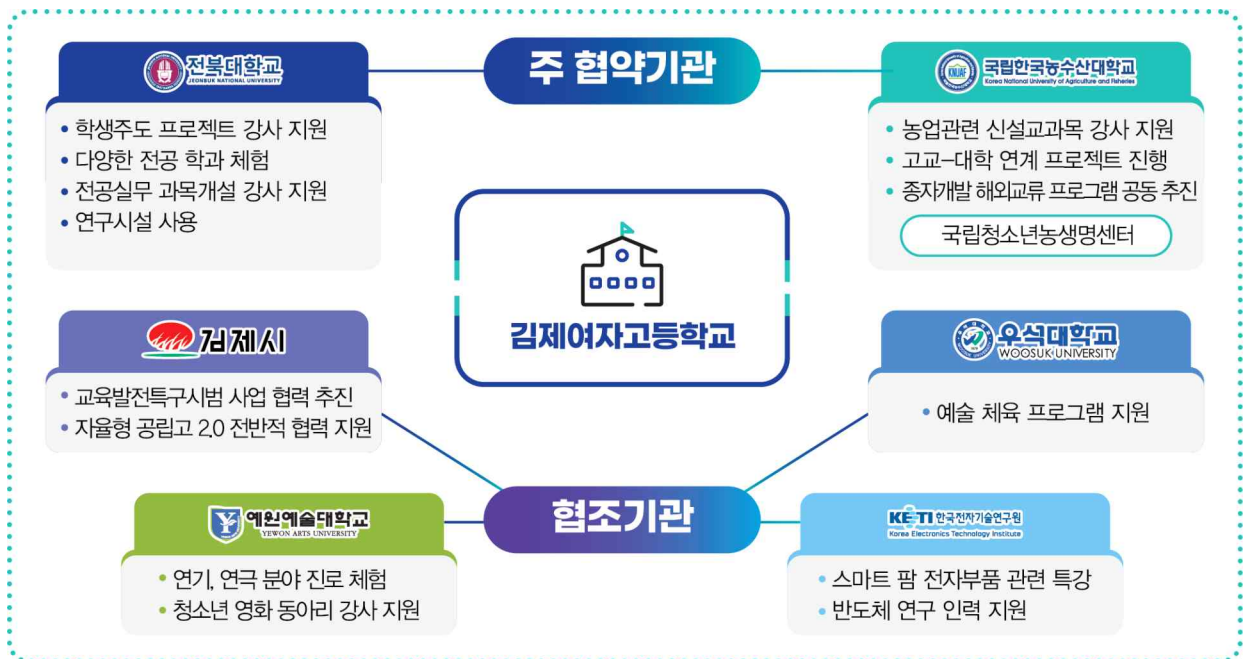 주 협약기관
전북대학교
JEONBUK NATIONAL UNIVERSITY
• 학생주도 프로젝트 강사 지원
• 다양한 전공 학과 체험
• 전공실무 과목개설 강사 지원
• 연구시설 사용
KNUAF
국립한국농수산대학교
Korea National University of Agriculture and Fisheries
• 농업관련 신설교과목 강사 지원
• 고교-대학 연계 프로젝트 진행
• 종자개발 해외교류 프로그램 공동 추진
국립청소년농생명센터
김제여자고등학교
김제시
• 교육발전특구시범 사업 협력 추진
• 자율형 공립고 2.0 전반적 협력 지원
우석대학교
WOOSUK UNIVERSITY
• 예술 체육 프로그램 지원
협조기관
예원예술대학교
YEWON ARTS UNIVERSITY
• 연기, 연극 분야 진로 체험
• 청소년 영화 동아리 강사 지원
KETI 한국전자기술연구원
Korea Electronics Technology Institute
• 스마트 팜 전자부품 관련 특강
• 반도체 연구 인력 지원